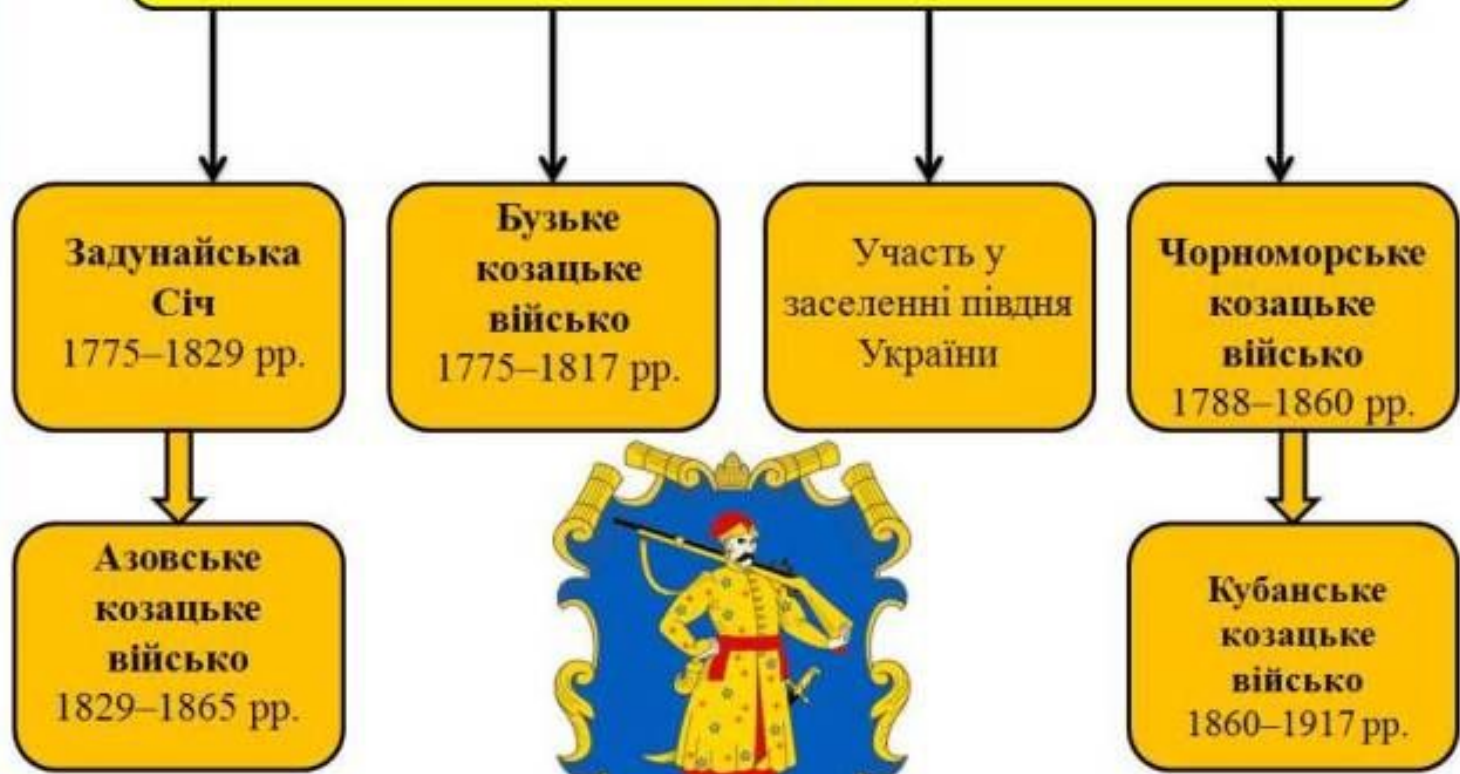 Задунайська
Січ
1775–1829 рр.
Бузьке
козацьке
військо
1775–1817 рр.
Участь у
заселенні півдня
України
Чорноморське
козацьке
військо
1788–1860 рр.
Азовське
козацьке
військо
1829–1865 рр.
Кубанське
козацьке
військо
1860–1917 рр.